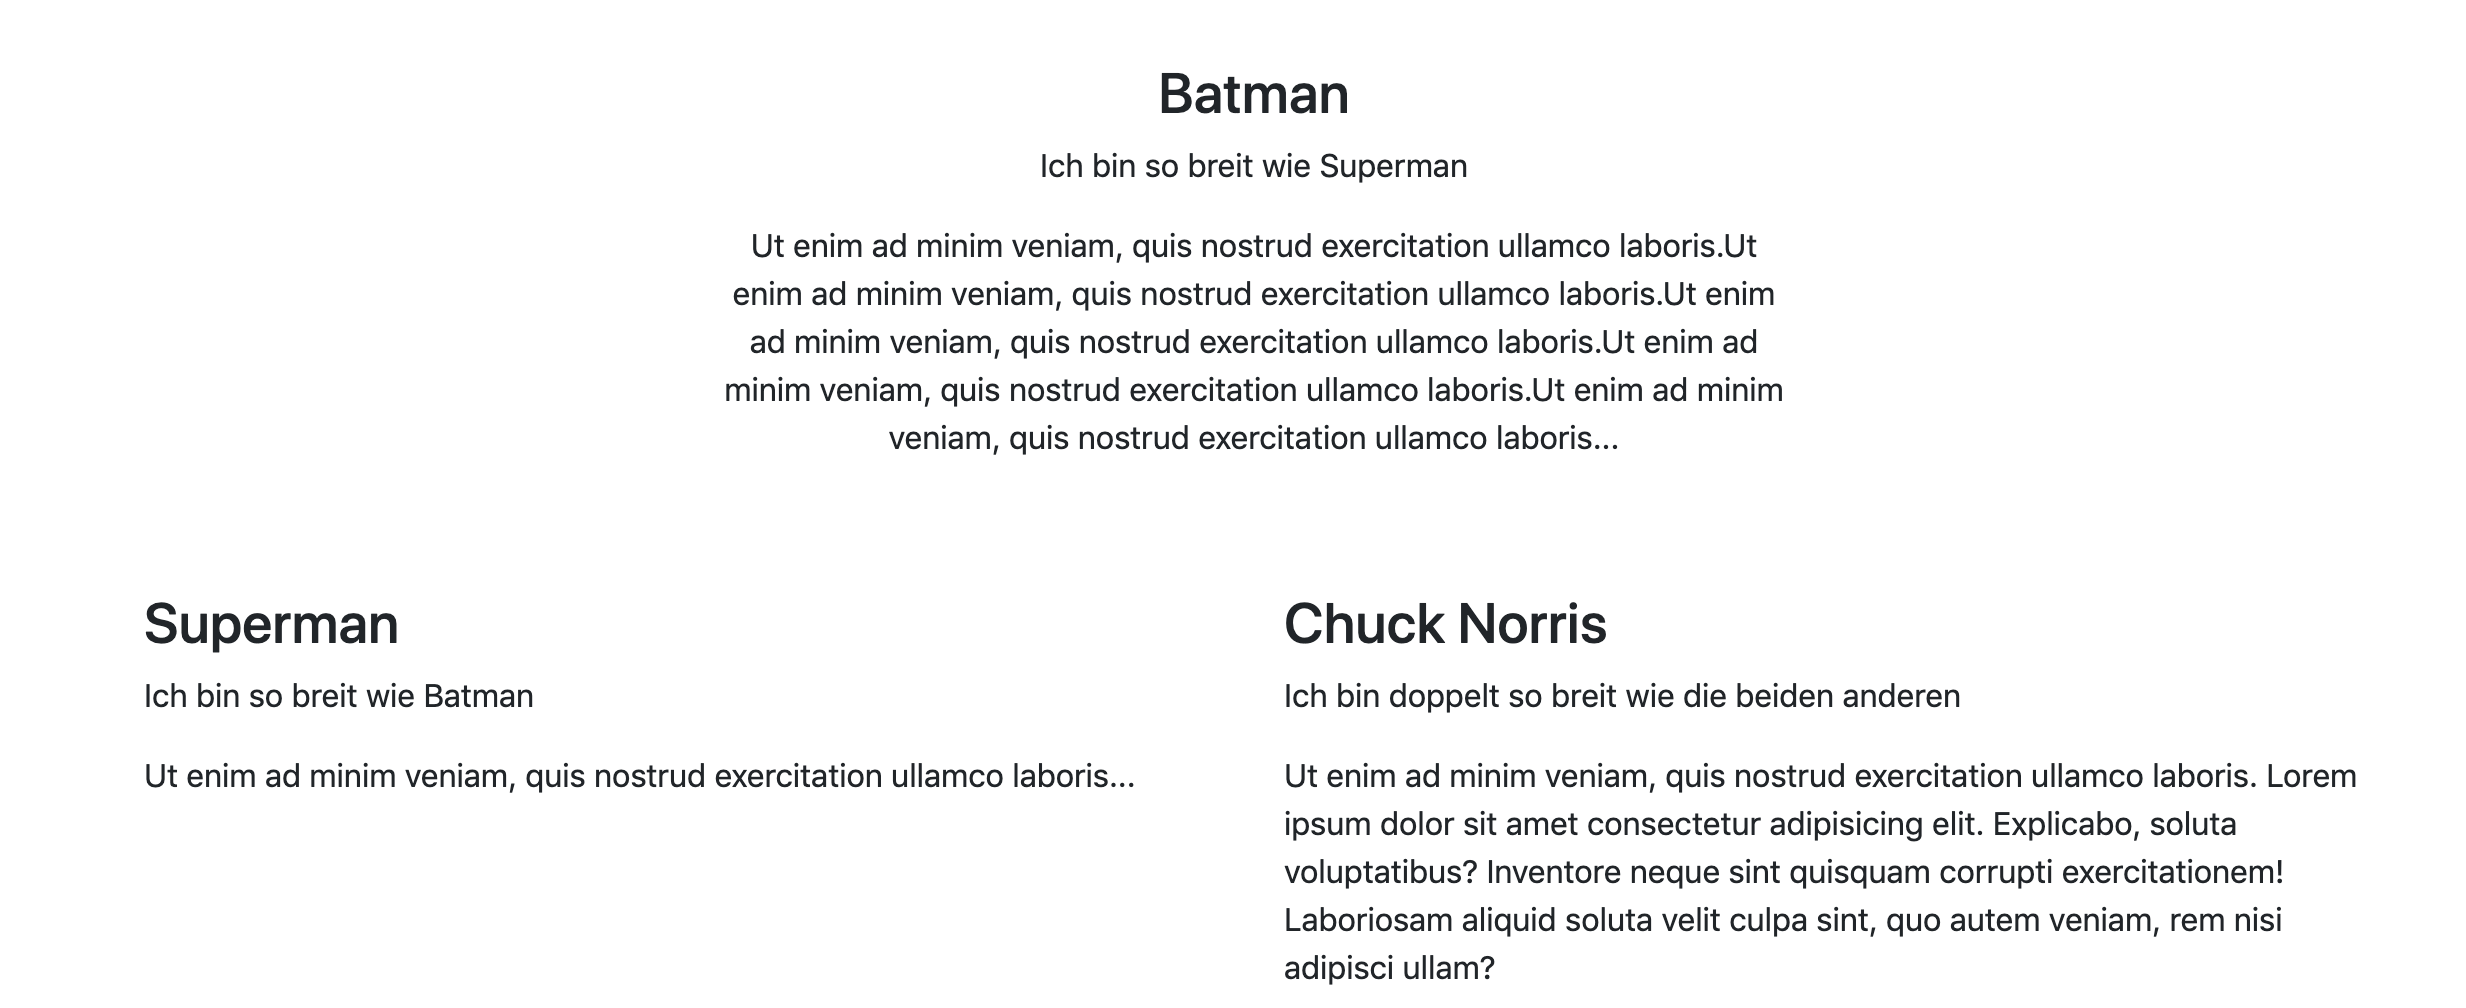 Batman
Ich bin so breit wie Superman
Ut enim ad minim veniam, quis nostrud exercitation ullamco laboris.Ut
enim ad minim veniam, quis nostrud exercitation ullamco laboris.Ut enim
ad minim veniam, quis nostrud exercitation ullamco laboris.Ut enim ad
minim veniam, quis nostrud exercitation ullamco laboris.Ut enim ad minim
veniam, quis nostrud exercitation ullamco laboris...
Superman
Ich bin so breit wie Batman
Ut enim ad minim veniam, quis nostrud exercitation ullamco laboris...
Chuck Norris
Ich bin doppelt so breit wie die beiden anderen
Ut enim ad minim veniam, quis nostrud exercitation ullamco laboris. Lorem
ipsum dolor sit amet consectetur adipisicing elit. Explicabo, soluta
voluptatibus? Inventore neque sint quisquam corrupti exercitationem!
Laboriosam aliquid soluta velit culpa sint, quo autem veniam, rem nisi
adipisci ullam?